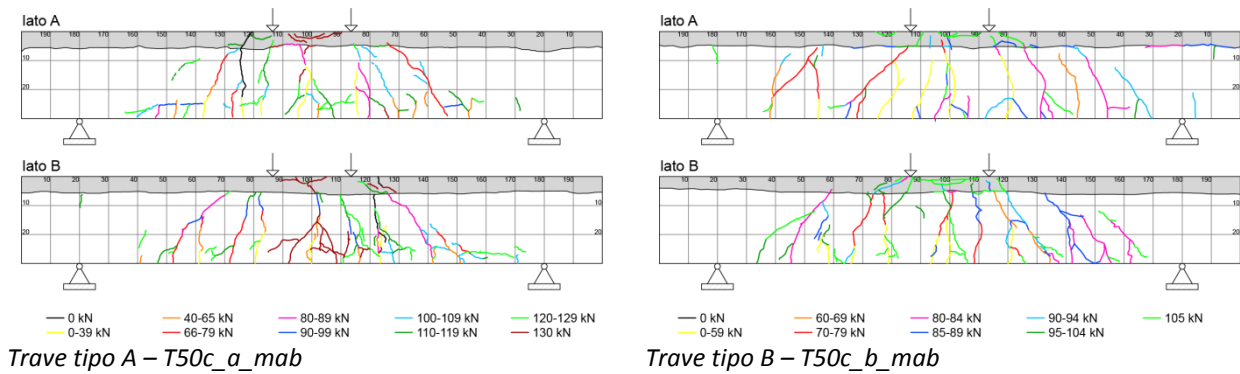 lato A
190 180 170 160 150 140 130 120 110 100 90 80 70 60 50 40 30 20 10
10
20
lato B
10 20 30 40 50 60 70 80 90 100 110 120 130 140 150 160 170 180 190
10 10
20 20
0 kN 40-65 kN 80-89 kN 100-109 kN 120-129 kN
0-39 kN 66-79 kN 90-99 kN 110-119 kN 130 kN
Trave tipo A – T50c_a_mab
lato A
190 180 170 160 150 140 130 120 110 100 90 80 70 60 50 40 30 20 10
10
20
lato B
10 20 30 40 50 60 70 80 90 100 110 120 130 140 150 160 170 180 190
10
20
0 kN 60-69 kN 80-84 kN 90-94 kN 105 kN
0-59 kN 70-79 kN 85-89 kN 95-104 kN
Trave tipo B – T50c_b_mab